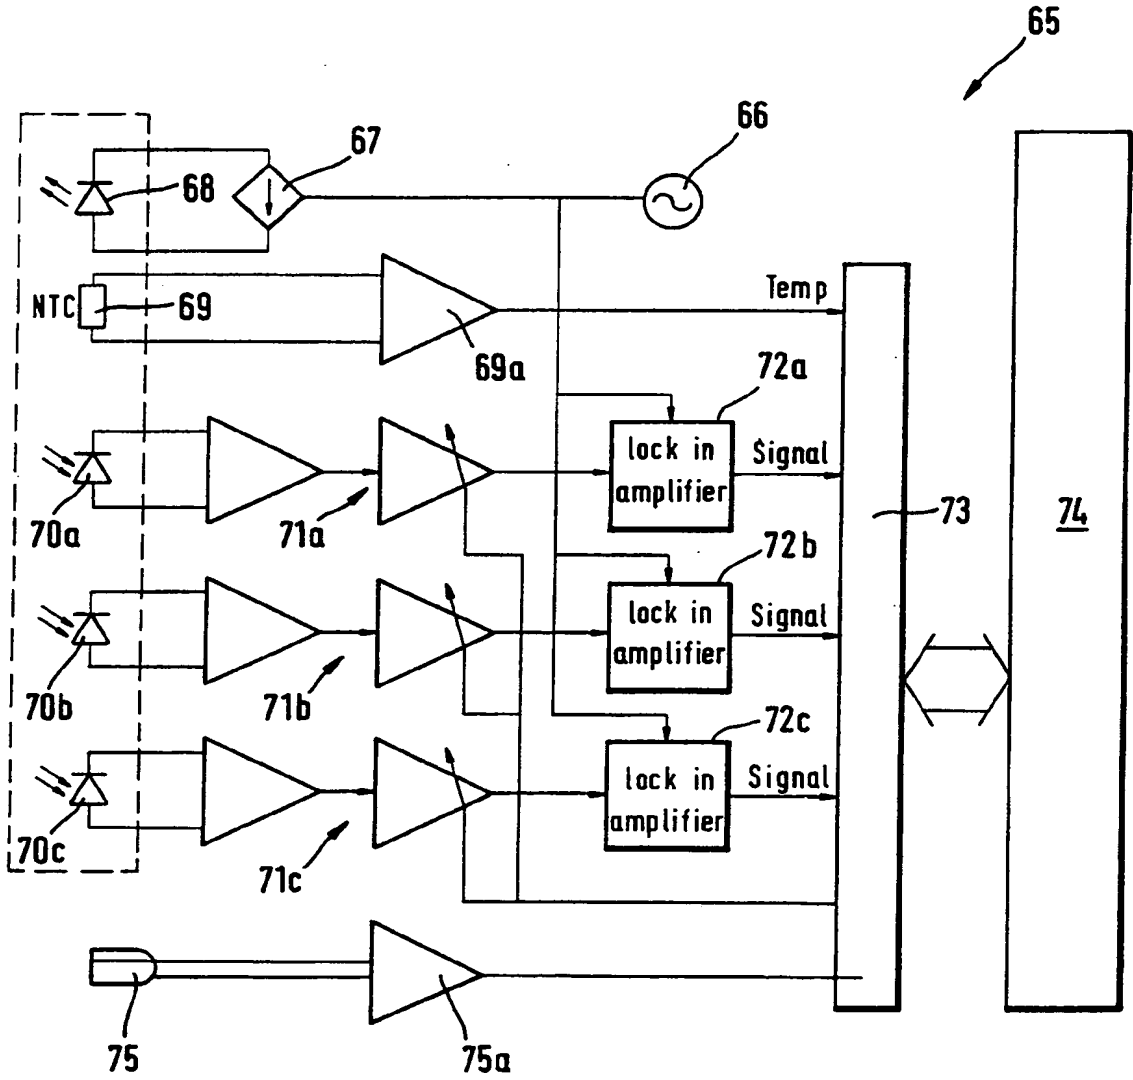 65
66
67
68
NTC
69
Temp
69a
72a
lock in
amplifier
Signal
70a
71a
73
74
72b
lock in
amplifier
Signal
70b
71b
72c
lock in
amplifier
Signal
70c
71c
75
75a